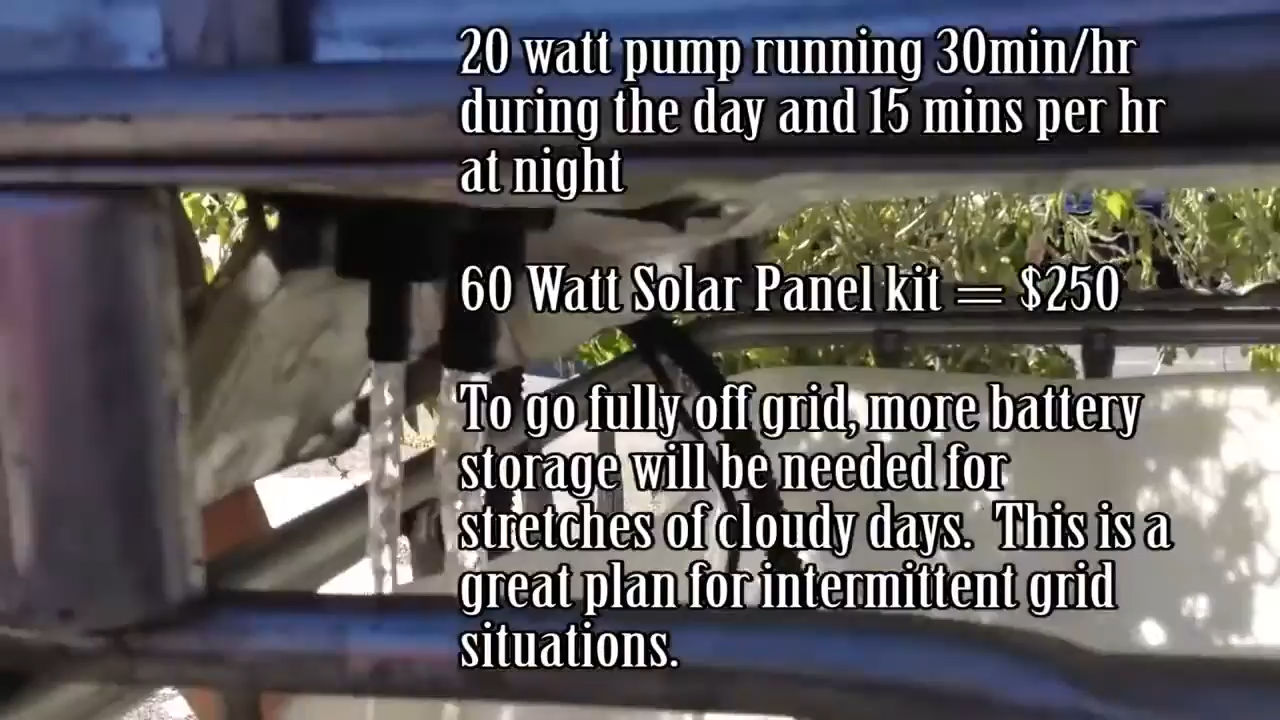 20 watt pump running 30min/hr
during the day and 15 mins per hr
at night
60 Watt Solar Panel kit = $250
To go fully off grid, more battery
storage will be needed for
stretches of cloudy days.  This is a
great plan for intermittent grid
situations.